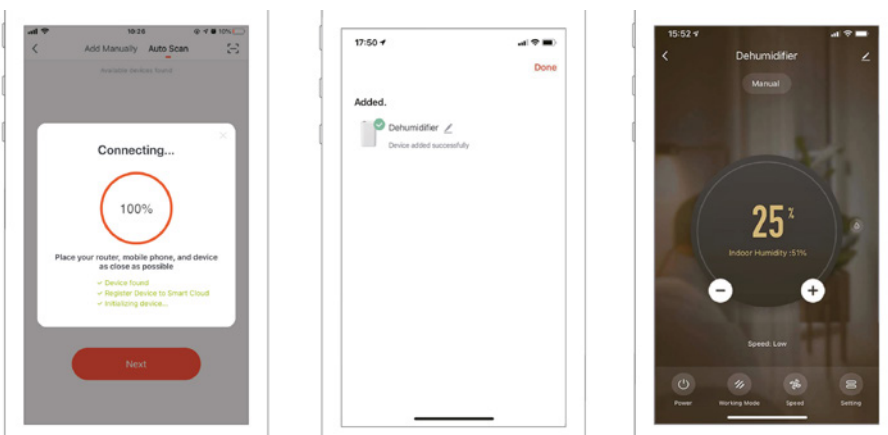 10:26
10%
Add Manually Auto Scan
Available devices found
Connecting...
100%
Place your router, mobile phone, and device
as close as possible
Device found
Register Device to Smart Cloud
Initializing device...
Next
17:50
Done
Added.
Dehumidifier
Device added successfully
15:52
Dehumidifier
Manual
25%
Indoor Humidity :51%
Speed: Low
Power Working Mode Speed Setting